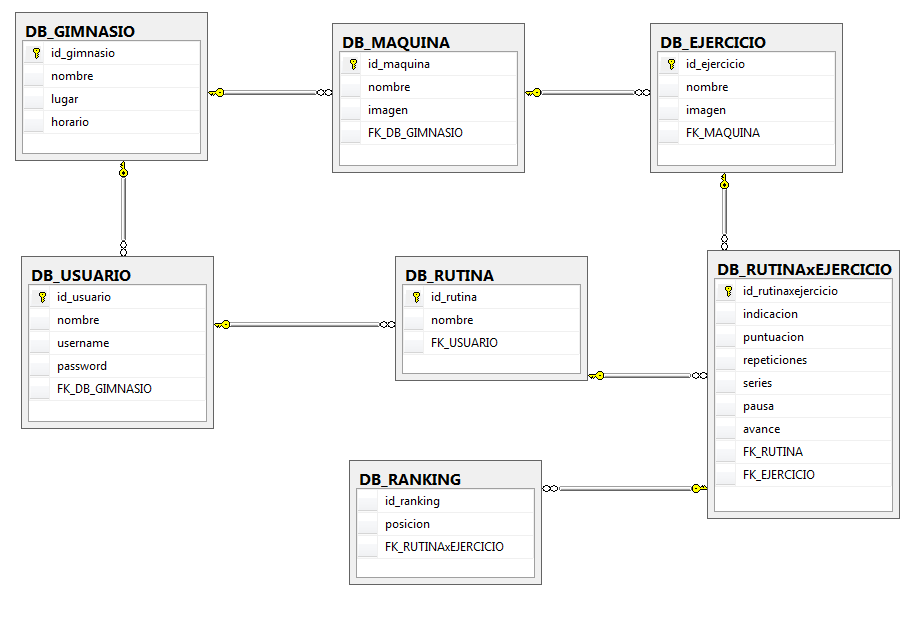 DB_GIMNASIO
id_gimnasio
nombre
lugar
horario
DB_MAQUINA
id_maquina
nombre
imagen
FK_DB_GIMNASIO
DB_EJERCICIO
id_ejercicio
nombre
imagen
FK_MAQUINA
DB_USUARIO
id_usuario
nombre
username
password
FK_DB_GIMNASIO
DB_RUTINA
id_rutina
nombre
FK_USUARIO
DB_RUTINAxEJERCICIO
id_rutinaxejercicio
indicacion
puntuacion
repeticiones
series
pausa
avance
FK_RUTINA
FK_EJERCICIO
DB_RANKING
id_ranking
posicion
FK_RUTINAxEJERCICIO